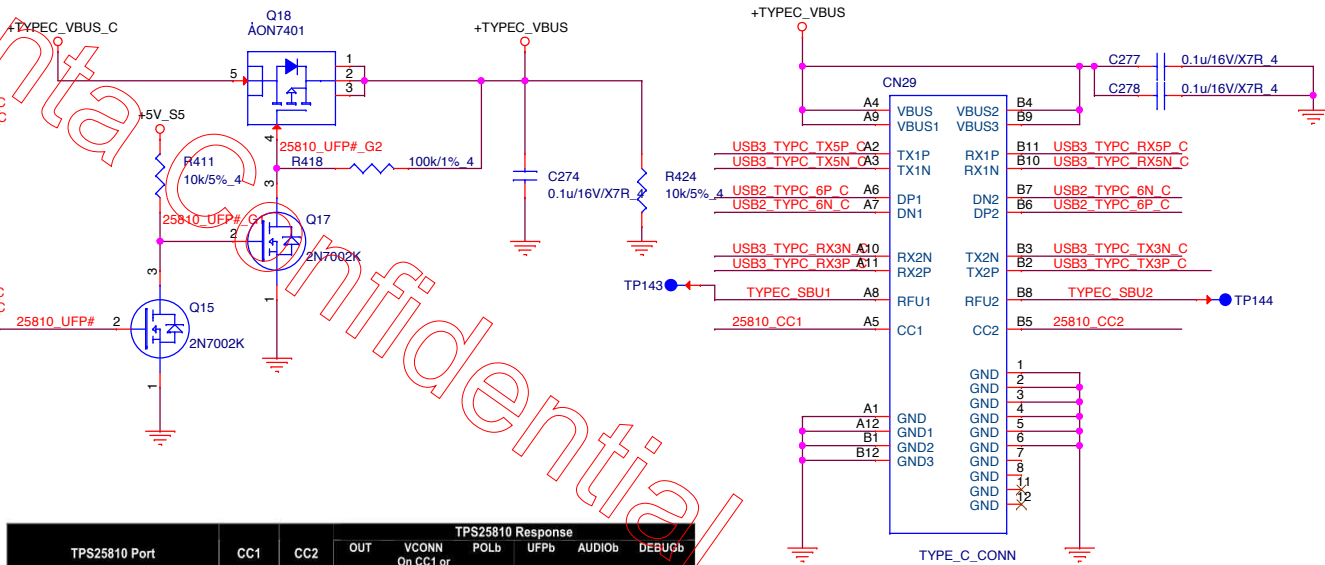 +TYPEC_VBUS_C
Q18
AON7401
+TYPEC_VBUS
5
1
2
3
4
+5V_S5
25810_UFP#_G2
R411
10k/5%_4
R418
100k/1%_4
C274
0.1u/16V/X7R_4
R424
10k/5%_4
25810_UFP#_G1
3
Q17
2
2N7002K
1
3
Q15
25810_UFP#
2
2N7002K
1
+TYPEC_VBUS
C277
0.1u/16V/X7R_4
C278
0.1u/16V/X7R_4
CN29
A4 VBUS VBUS2 B4
A9 VBUS1 VBUS3 B9
USB3_TYPC_TX5P_C A2 TX1P RX1P B11 USB3_TYPC_RX5P_C
USB3_TYPC_TX5N_C A3 TX1N RX1N B10 USB3_TYPC_RX5N_C
USB2_TYPC_6P_C A6 DP1 DN2 B7 USB2_TYPC_6N_C
USB2_TYPC_6N_C A7 DN1 DP2 B6 USB2_TYPC_6P_C
USB3_TYPC_RX3N_C A10 RX2N TX2N B3 USB3_TYPC_TX3N_C
USB3_TYPC_RX3P_C A11 RX2P TX2P B2 USB3_TYPC_TX3P_C
TP143 TYPEC_SBU1 A8 RFU1 RFU2 B8 TYPEC_SBU2 TP144
25810_CC1 A5 CC1 CC2 B5 25810_CC2
GND 1
GND 2
GND 3
A1 GND GND 4
A12 GND1 GND 5
B1 GND2 GND 6
B12 GND3 GND 7
GND 8
GND 11
GND 12
TYPE_C_CONN
Confidential
TPS25810 Response
TPS25810 Port CC1 CC2 OUT VCONN POLb UFPb AUDIOb DEBUGb
On CC1 or